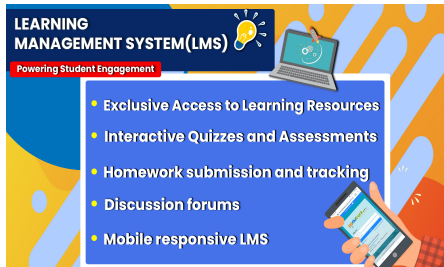 LEARNING
MANAGEMENT SYSTEM(LMS)
Powering Student Engagement
Exclusive Access to Learning Resources
Interactive Quizzes and Assessments
Homework submission and tracking
Discussion forums
Mobile responsive LMS